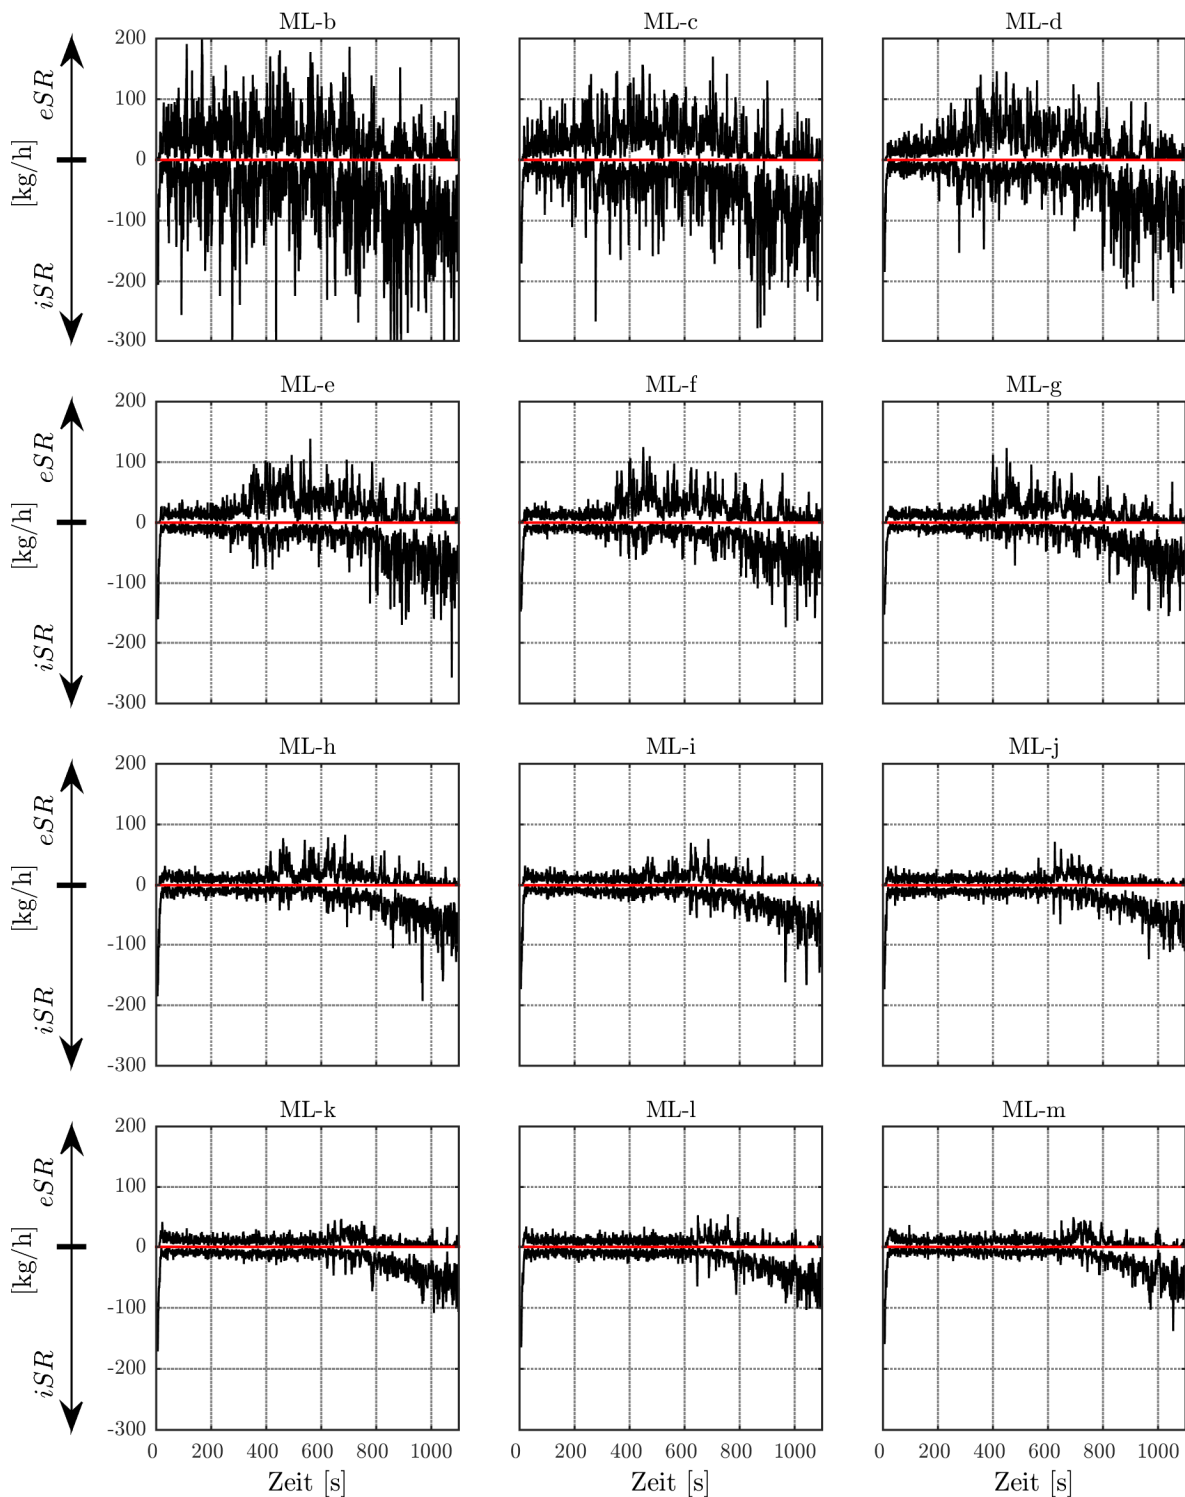 ML-b ML-c ML-d
200
100
0
-100
-200
-300
eSR
[kg/h]
iSR
ML-e ML-f ML-g
200
100
0
-100
-200
-300
eSR
[kg/h]
iSR
ML-h ML-i ML-j
200
100
0
-100
-200
-300
eSR
[kg/h]
iSR
ML-k ML-l ML-m
200
100
0
-100
-200
-300
eSR
[kg/h]
iSR
0 200 400 600 800 1000 0 200 400 600 800 1000 0 200 400 600 800 1000
Zeit [s] Zeit [s] Zeit [s]